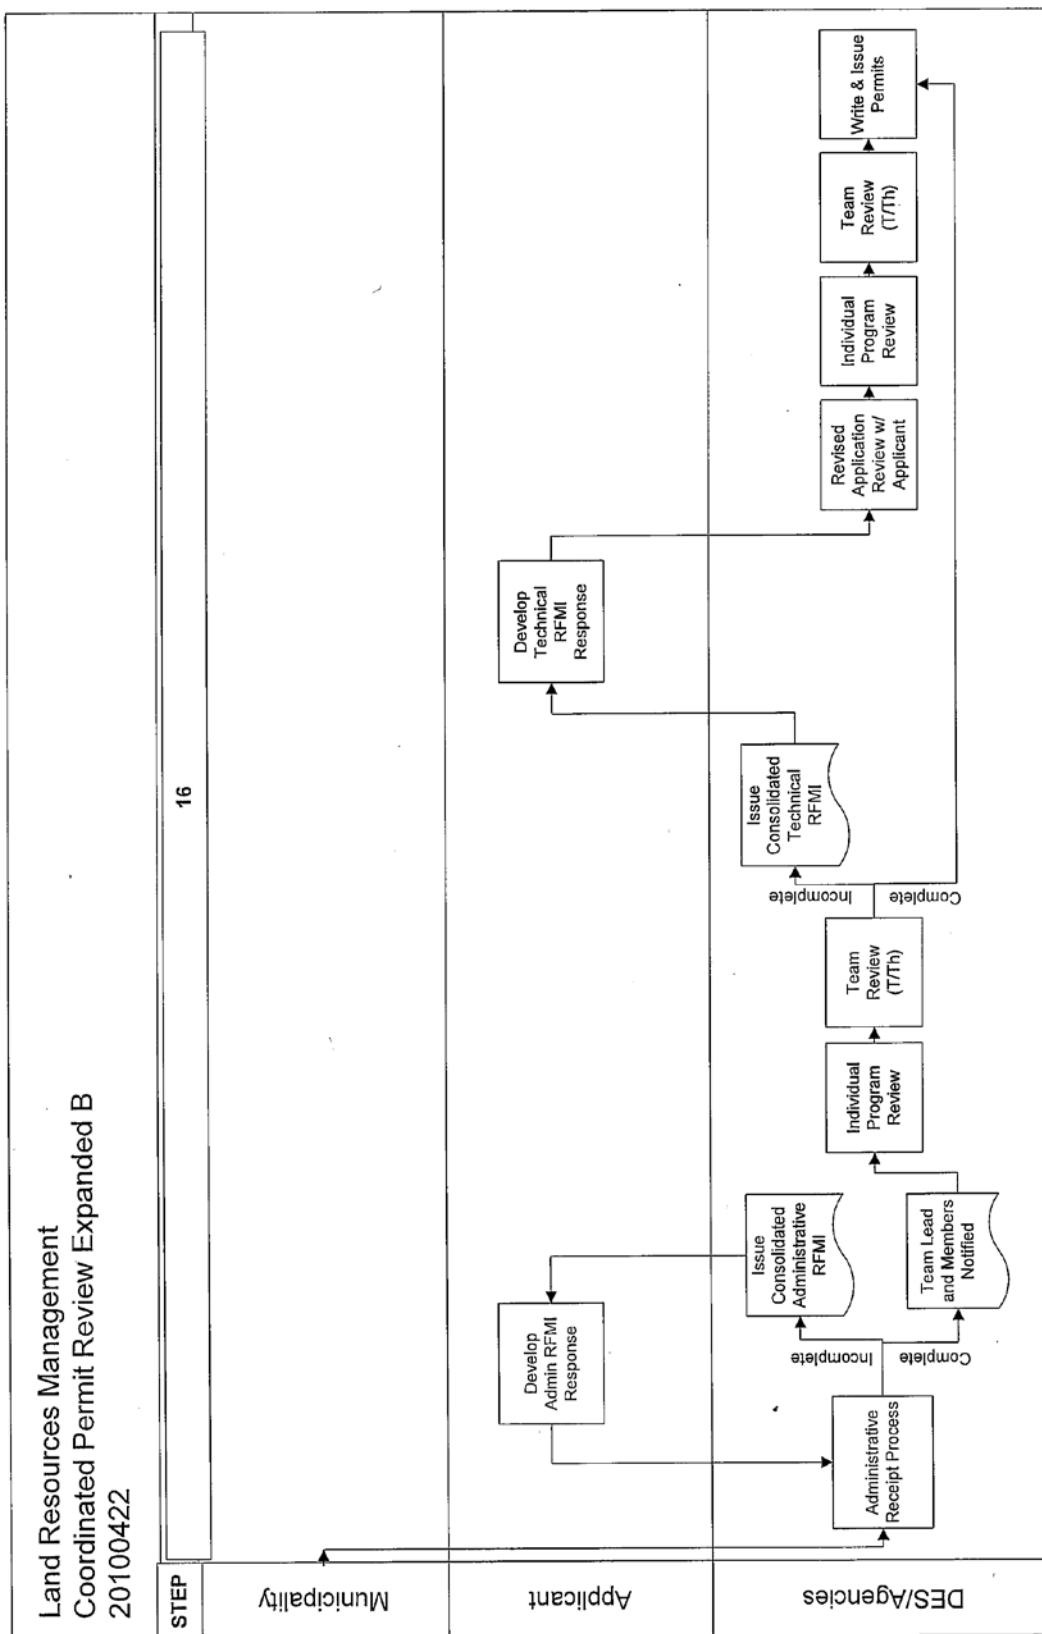 Land Resources Management
Coordinated Permit Review Expanded B
20100422
STEP
16
Municipality
Applicant
Develop
Admin RFMI
Response
Develop
Technical
RFMI
Response
DES/Agencies
Administrative
Receipt Process
Incomplete
Complete
Issue
Consolidated
Administrative
RFMI
Team Lead
and Members
Notified
Individual
Program
Review
Team
Review
(T/Th)
Incomplete
Complete
Issue
Consolidated
Technical
RFMI
Revised
Application
Review w/
Applicant
Individual
Program
Review
Team
Review
(T/Th)
Write & Issue
Permits